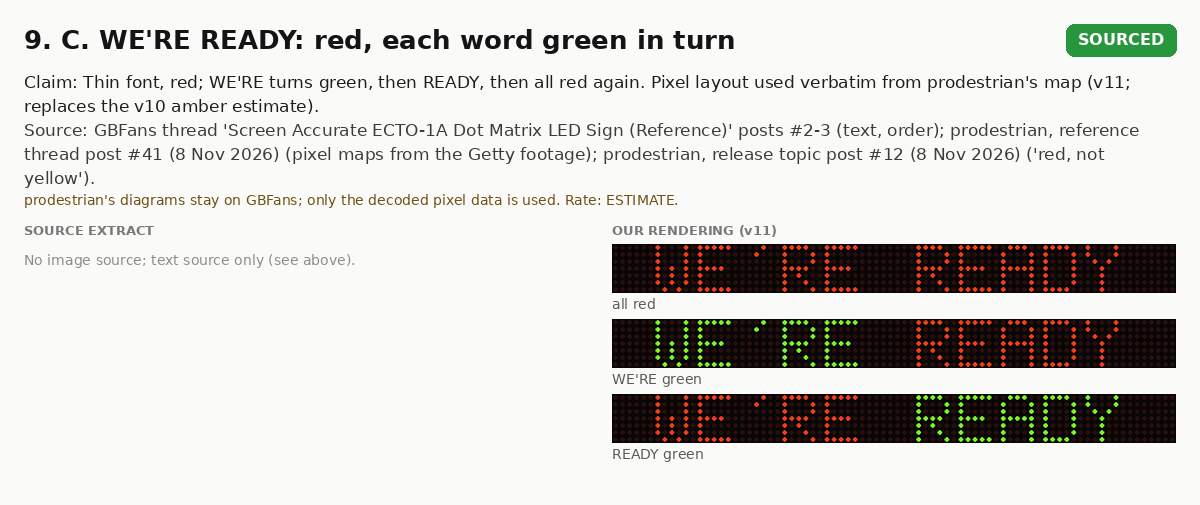 9. C. WE'RE READY: red, each word green in turn
SOURCED
Claim: Thin font, red; WE'RE turns green, then READY, then all red again. Pixel layout used verbatim from prodestrian's map (v11;
replaces the v10 amber estimate).
Source: GBFans thread 'Screen Accurate ECTO-1A Dot Matrix LED Sign (Reference)' posts #2-3 (text, order); prodestrian, reference
thread post #41 (8 Nov 2026) (pixel maps from the Getty footage); prodestrian, release topic post #12 (8 Nov 2026) ('red, not
yellow').
prodestrian's diagrams stay on GBFans; only the decoded pixel data is used. Rate: ESTIMATE.
SOURCE EXTRACT
No image source; text source only (see above).
OUR RENDERING (v11)
WE'RE READY
all red
WE'RE READY
WE'RE green
WE'RE READY
READY green